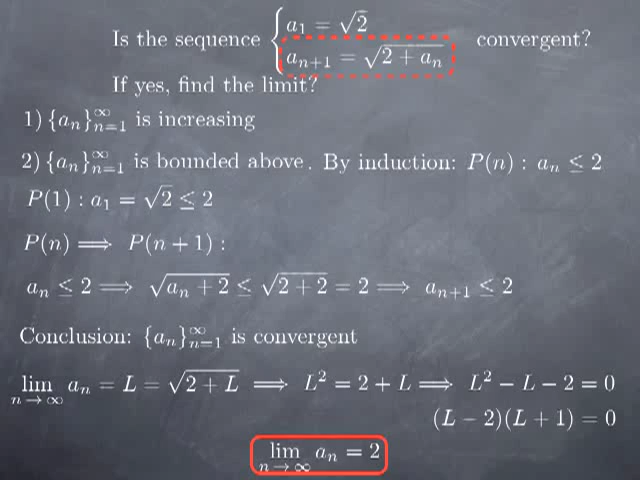 Is the sequence { a₁ = √2 convergent?
aₙ₊₁ = √(2 + aₙ)
If yes, find the limit?
1) {aₙ}ₙ₌₁^∞ is increasing
2) {aₙ}ₙ₌₁^∞ is bounded above. By induction: P(n) : aₙ ≤ 2
P(1) : a₁ = √2 ≤ 2
P(n) ⟹ P(n + 1) :
aₙ ≤ 2 ⟹ √(aₙ + 2) ≤ √(2 + 2) = 2 ⟹ aₙ₊₁ ≤ 2
Conclusion: {aₙ}ₙ₌₁^∞ is convergent
lim n→∞ aₙ = L = √(2 + L) ⟹ L² = 2 + L ⟹ L² − L − 2 = 0
(L − 2)(L + 1) = 0
lim n→∞ aₙ = 2